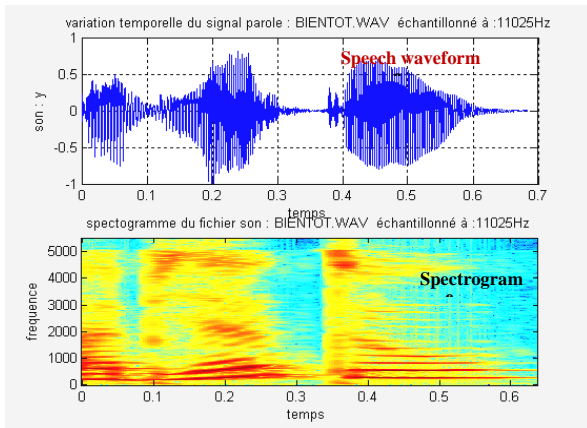 variation temporelle du signal parole : BIENTOT.WAV échantillonné à :11025Hz
Speech waveform
son : y
1
0.5
0
-0.5
-1
0 0.1 0.2 0.3 0.4 0.5 0.6 0.7
temps
spectogramme du fichier son : BIENTOT.WAV échantillonné à :11025Hz
Spectrogram
frequence
5000
4000
3000
2000
1000
0
0 0.1 0.2 0.3 0.4 0.5 0.6
temps